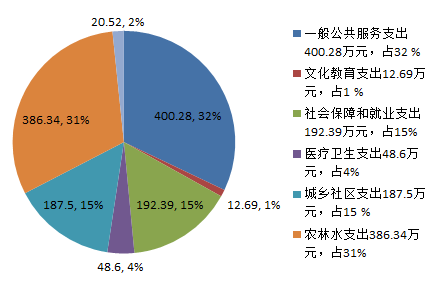 20.52, 2%
400.28, 32%
386.34, 31%
187.5, 15%
192.39, 15%
12.69, 1%
48.6, 4%
一般公共服务支出
400.28万元，占32 %
文化教育支出12.69万
元，占1 %
社会保障和就业支出
192.39万元，占15%
医疗卫生支出48.6万
元，占4%
城乡社区支出187.5万
元，占15 %
农林水支出386.34万
元，占31%